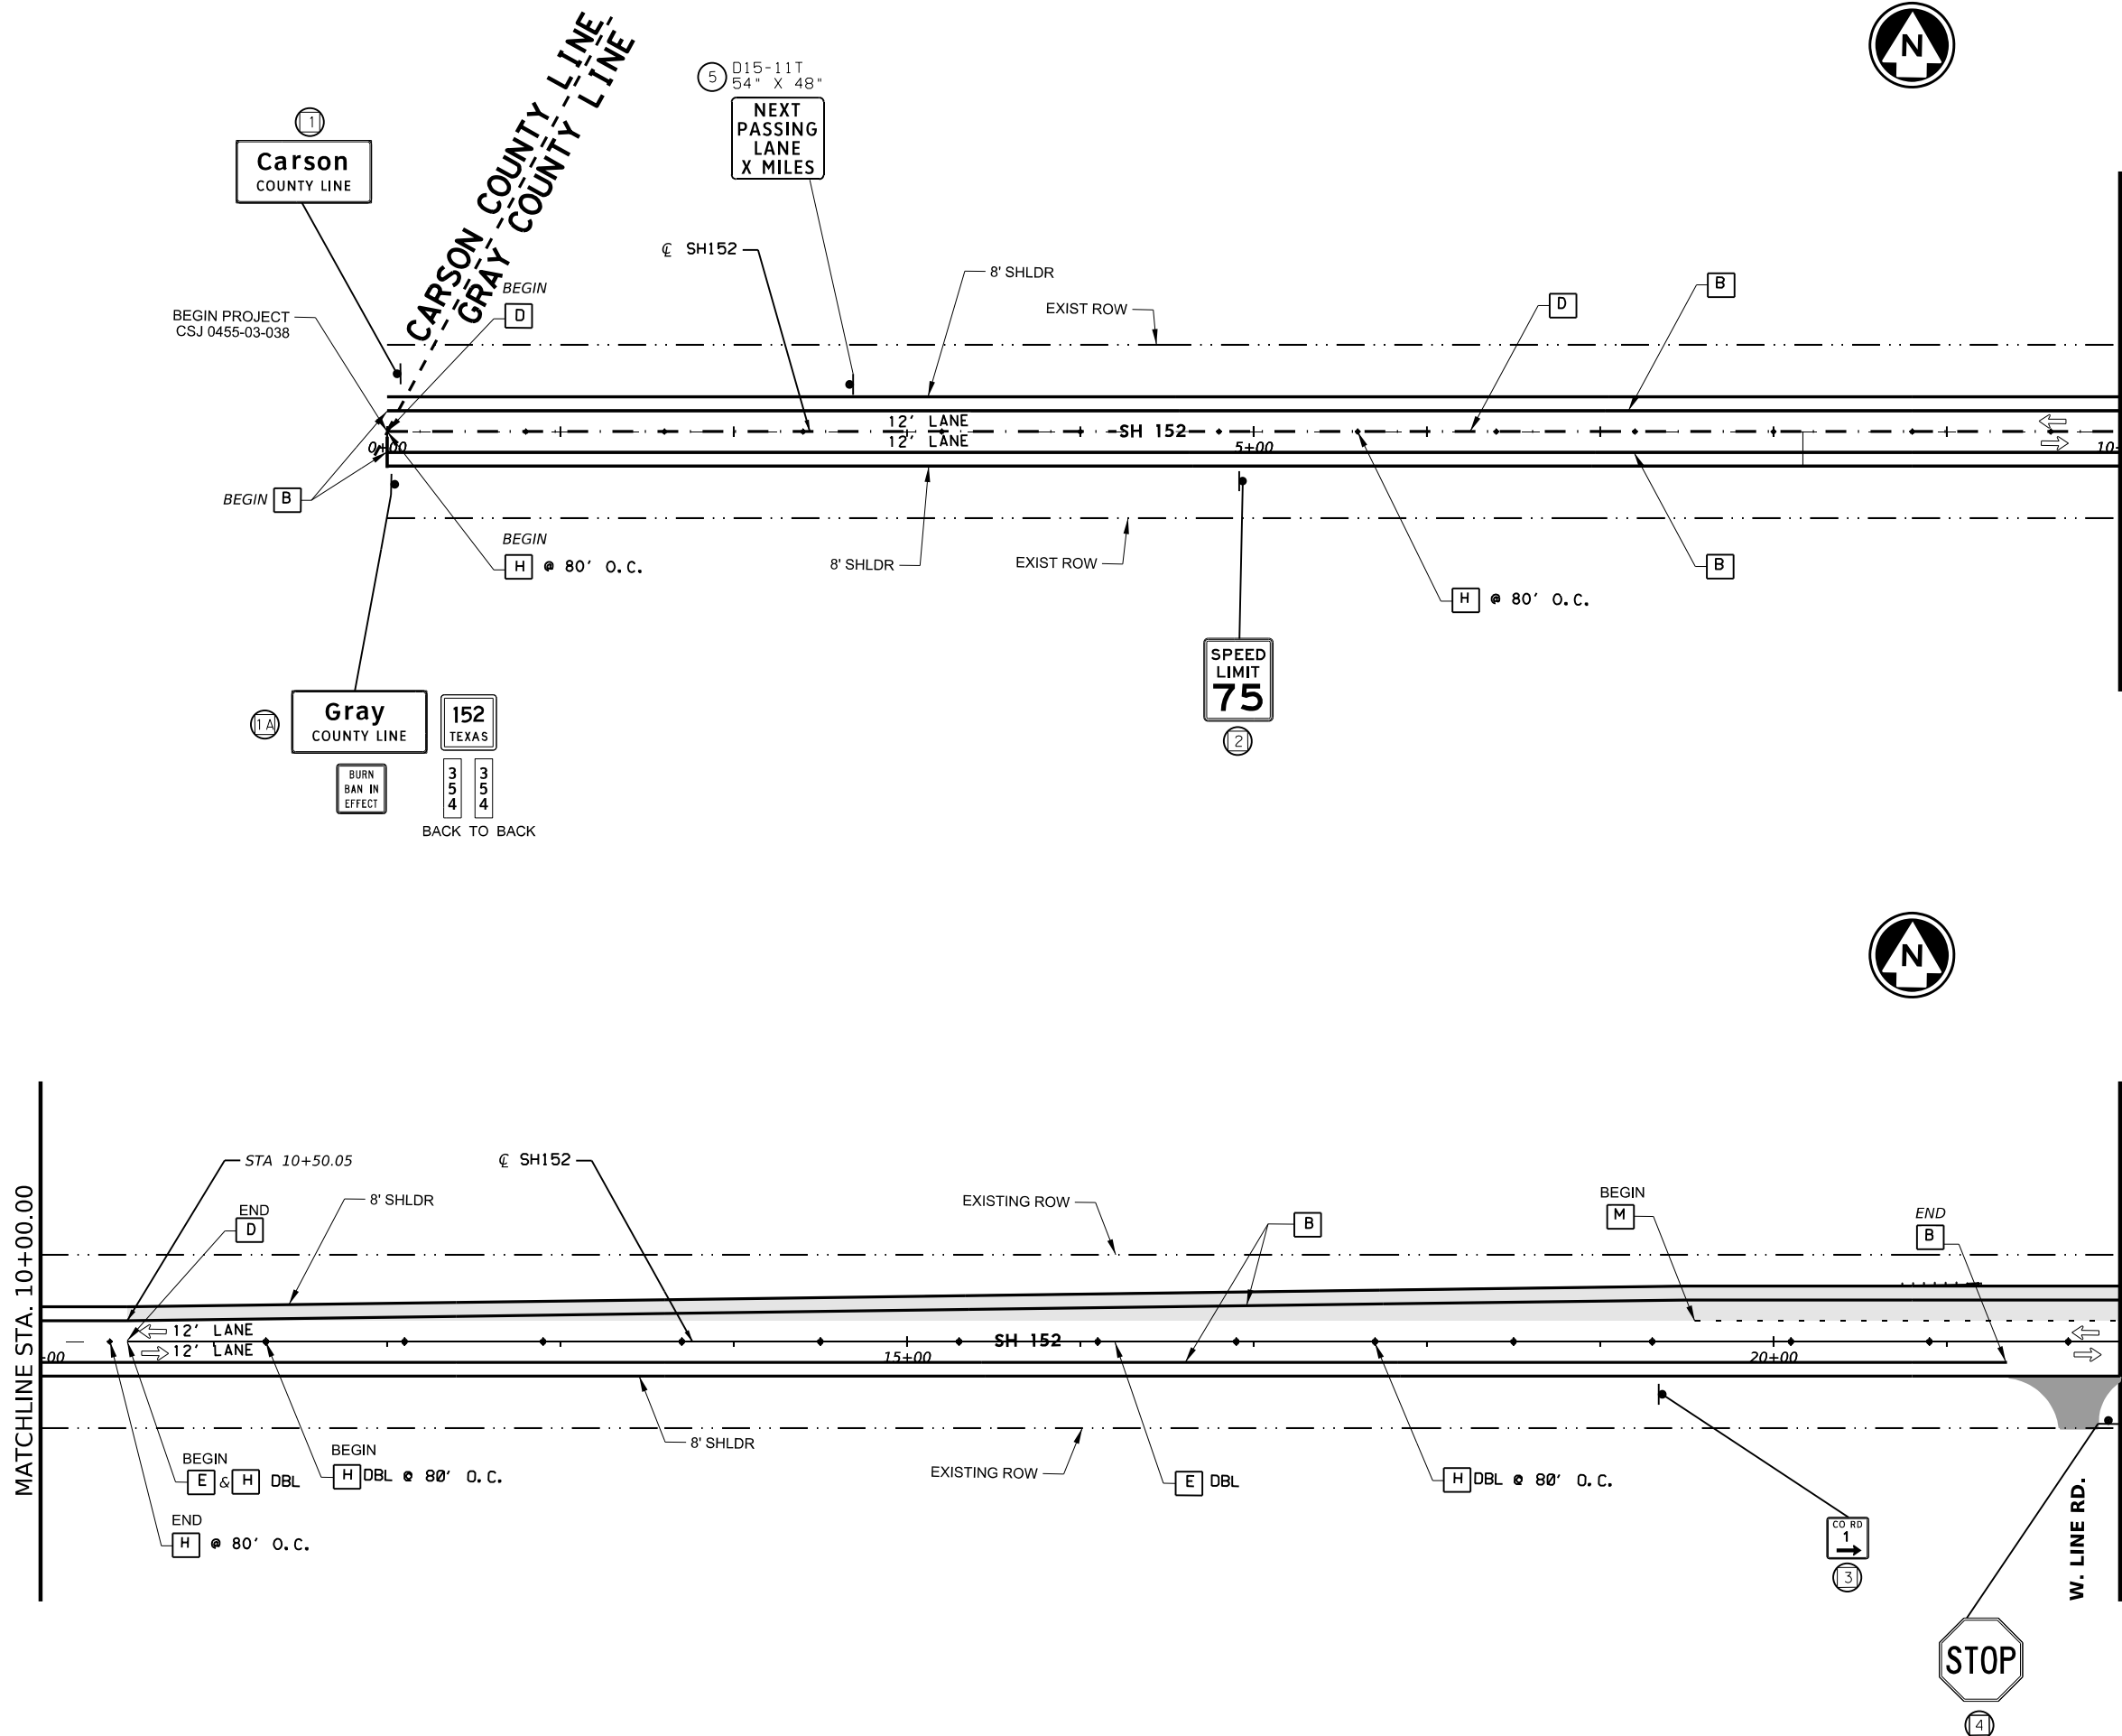 N
CARSON COUNTY LINE
GRAY COUNTY LINE
5
D15-11T
54" X 48"
NEXT
PASSING
LANE
X MILES
1
Carson
COUNTY LINE
℄ SH152
8' SHLDR
EXIST ROW
BEGIN
D
D
B
BEGIN PROJECT
CSJ 0455-03-038
12' LANE
12' LANE
SH 152
0+00
5+00
10+
BEGIN B
BEGIN
H @ 80' O.C.
8' SHLDR
EXIST ROW
B
H @ 80' O.C.
SPEED
LIMIT
75
2
1A
Gray
COUNTY LINE
152
TEXAS
BURN
BAN IN
EFFECT
3
5
4
3
5
4
BACK TO BACK
N
MATCHLINE STA. 10+00.00
STA 10+50.05
℄ SH152
8' SHLDR
END
D
EXISTING ROW
B
BEGIN
M
END
B
12' LANE
12' LANE
SH 152
-00
15+00
20+00
8' SHLDR
EXISTING ROW
BEGIN
E & H DBL
BEGIN
H DBL @ 80' O.C.
E DBL
H DBL @ 80' O.C.
END
H @ 80' O.C.
CO RD
1
3
W. LINE RD.
STOP
4